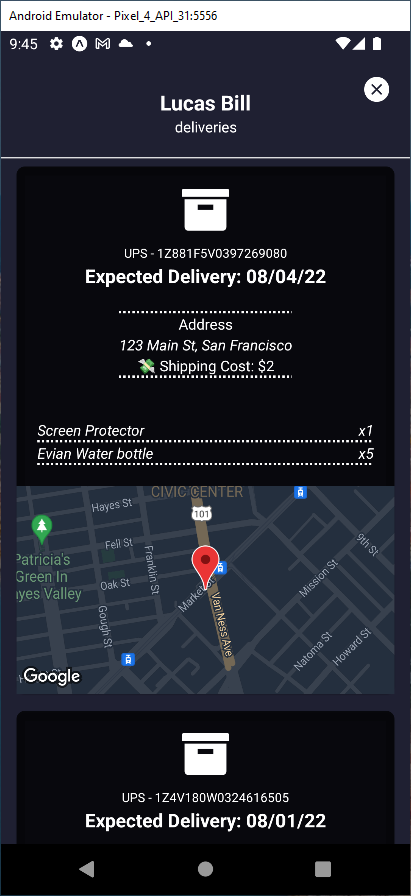 Android Emulator - Pixel_4_API_31:5556
9:45
Lucas Bill
deliveries
UPS - 1Z881F5V0397269080
Expected Delivery: 08/04/22
Address
123 Main St, San Francisco
💸 Shipping Cost: $2
Screen Protector x1
Evian Water bottle x5
CIVIC CENTER
Hayes St
101
Fell St
9th St
Patricia's
Green In
ayes Valley
Franklin St
Oak St
Market St
Mission St
Gough St
Van Ness Ave
Natoma St
Howard St
Google
UPS - 1Z4V180W0324616505
Expected Delivery: 08/01/22